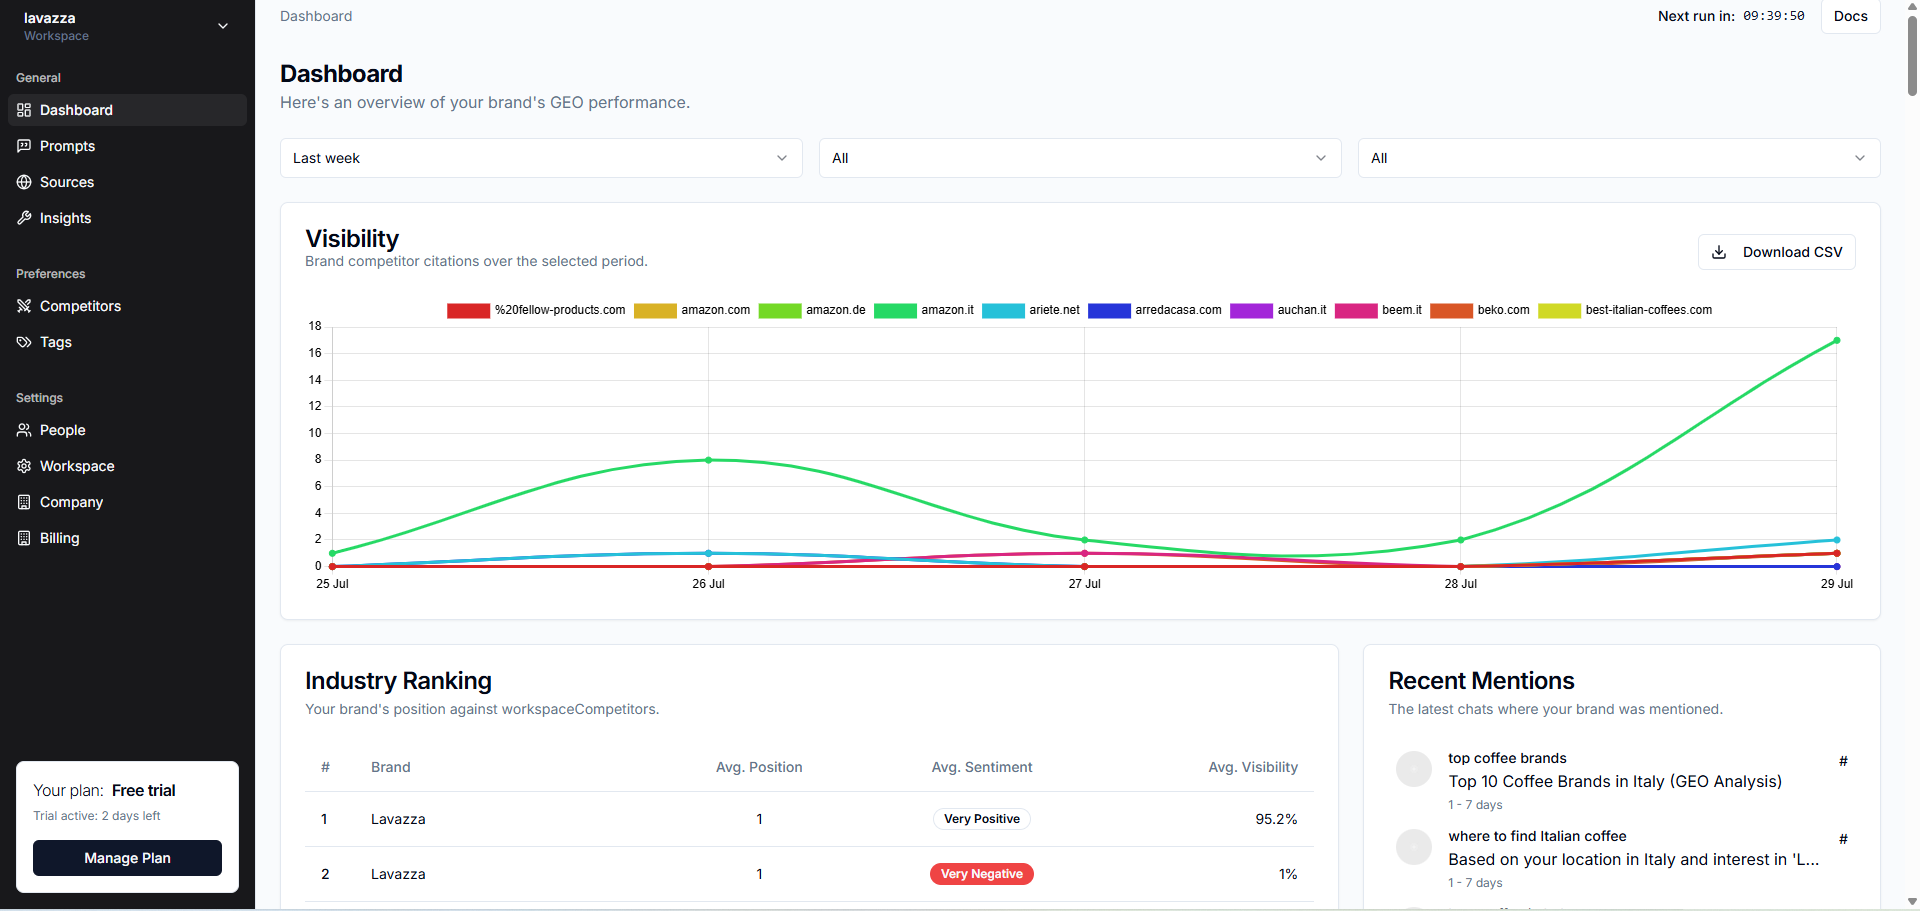 lavazza
Workspace
General
Dashboard
Prompts
Sources
Insights
Preferences
Competitors
Tags
Settings
People
Workspace
Company
Billing
Your plan: Free trial
Trial active: 2 days left
Manage Plan
Dashboard
Next run in: 09:39:50
Docs
Dashboard
Here's an overview of your brand's GEO performance.
Last week
All
All
Visibility
Brand competitor citations over the selected period.
Download CSV
%20fellow-products.com amazon.com amazon.de amazon.it ariete.net arredacasa.com auchan.it beem.it beko.com best-italian-coffees.com
18
16
14
12
10
8
6
4
2
0
25 Jul 26 Jul 27 Jul 28 Jul 29 Jul
Industry Ranking
Your brand's position against workspaceCompetitors.
# Brand Avg. Position Avg. Sentiment Avg. Visibility
1 Lavazza 1 Very Positive 95.2%
2 Lavazza 1 Very Negative 1%
Recent Mentions
The latest chats where your brand was mentioned.
top coffee brands #
Top 10 Coffee Brands in Italy (GEO Analysis)
1 - 7 days
where to find Italian coffee #
Based on your location in Italy and interest in 'L...
1 - 7 days